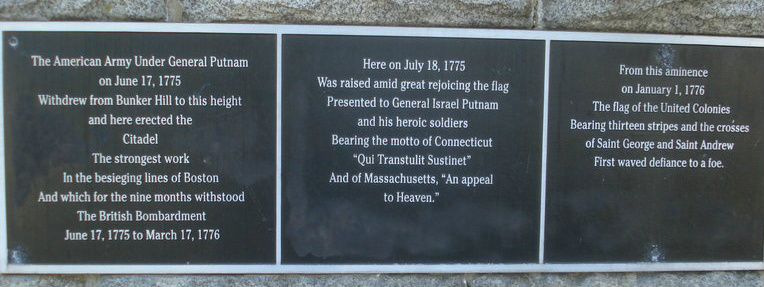 The American Army Under General Putnam
on June 17, 1775
Withdrew from Bunker Hill to this height
and here erected the
Citadel
The strongest work
In the besieging lines of Boston
And which for the nine months withstood
The British Bombardment
June 17, 1775 to March 17, 1776
Here on July 18, 1775
Was raised amid great rejoicing the flag
Presented to General Israel Putnam
and his heroic soldiers
Bearing the motto of Connecticut
“Qui Transtulit Sustinet”
And of Massachusetts, “An appeal
to Heaven.”
From this aminence
on January 1, 1776
The flag of the United Colonies
Bearing thirteen stripes and the crosses
of Saint George and Saint Andrew
First waved defiance to a foe.